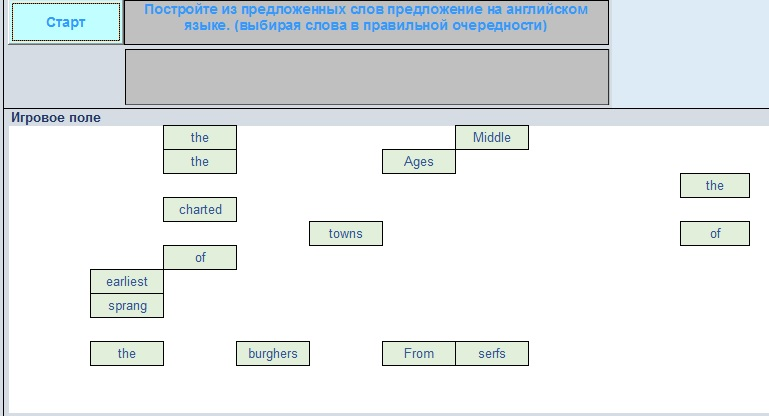 Старт
Постройте из предложенных слов предложение на английском
языке. (выбирая слова в правильной очередности)
Игровое поле
the Middle
the Ages
the
charted
towns of
of
earliest
sprang
the burghers From serfs